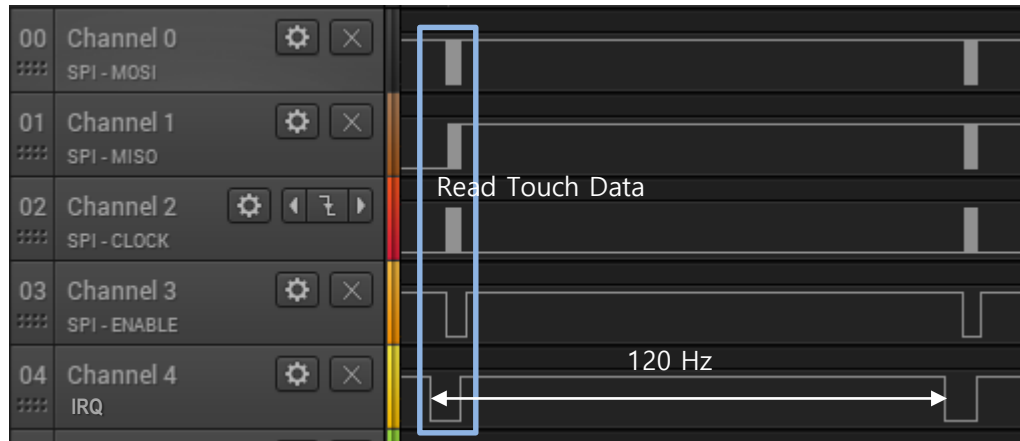 00 Channel 0
SPI - MOSI
01 Channel 1
SPI - MISO
Read Touch Data
02 Channel 2
SPI - CLOCK
03 Channel 3
SPI - ENABLE
120 Hz
04 Channel 4
IRQ